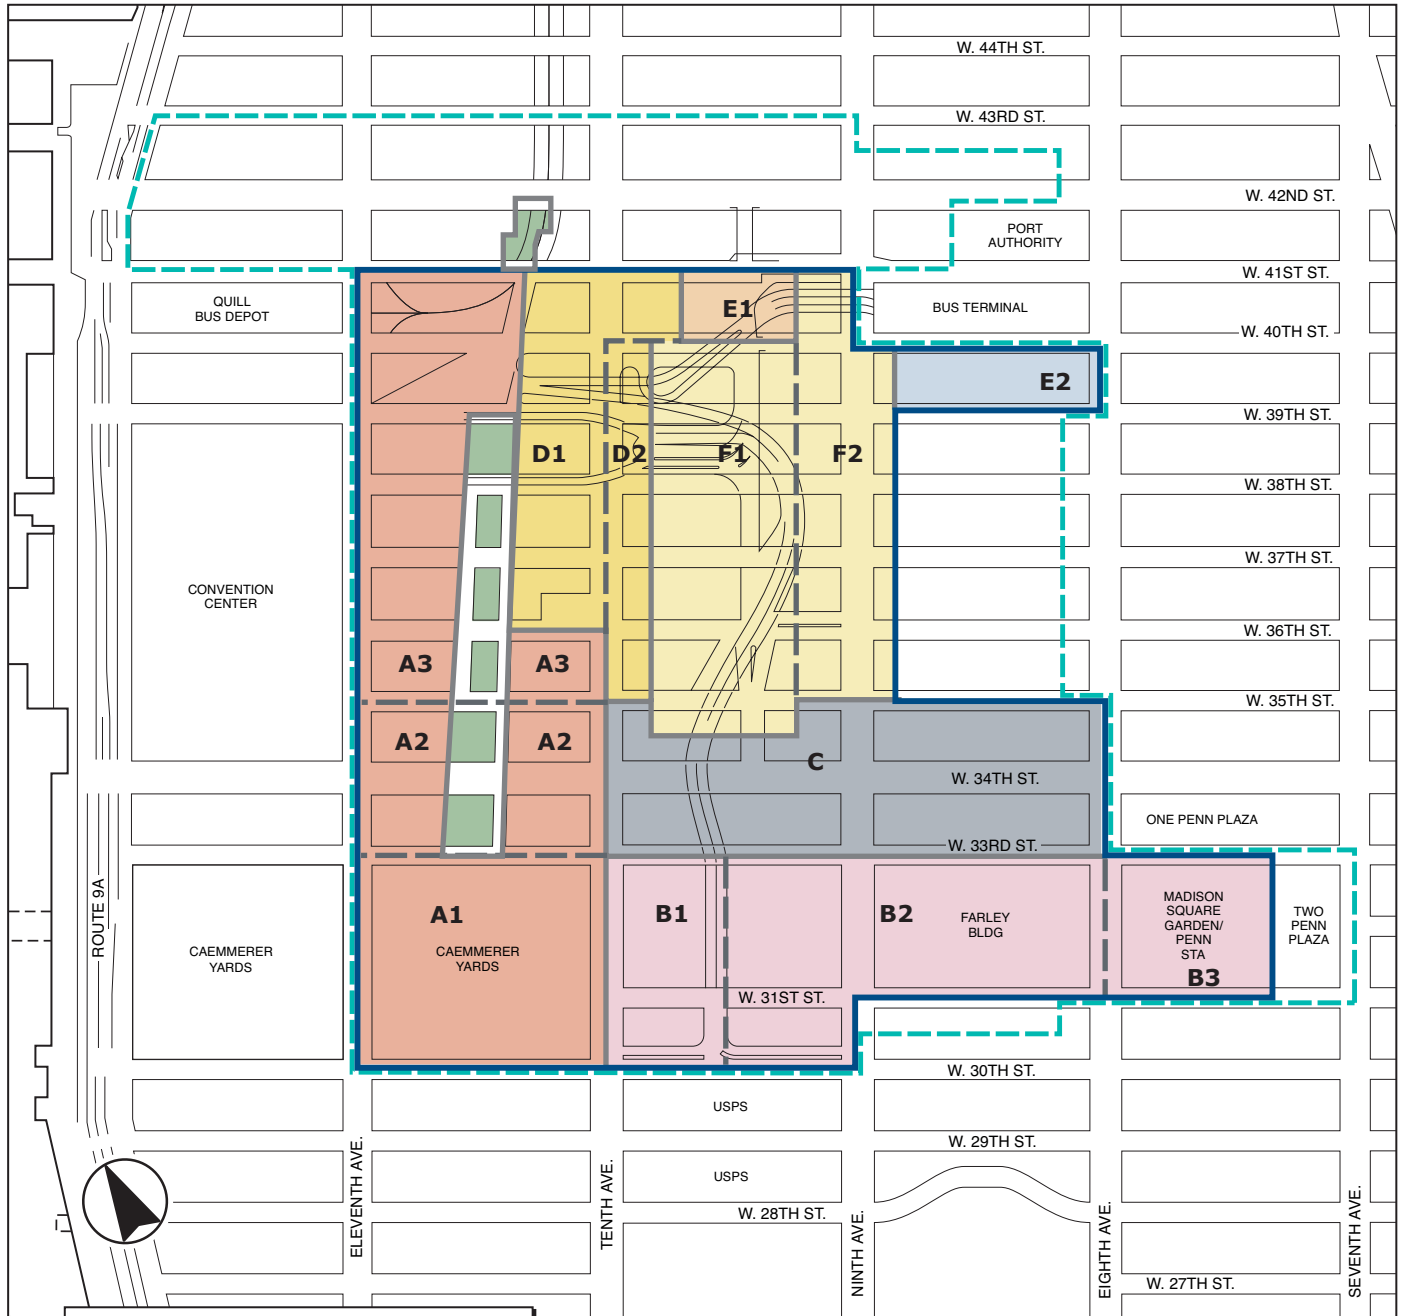 W. 44TH ST.
W. 43RD ST.
W. 42ND ST.
PORT
AUTHORITY
W. 41ST ST.
QUILL
BUS DEPOT
E1
BUS TERMINAL
W. 40TH ST.
E2
W. 39TH ST.
D1
D2
F1
F2
W. 38TH ST.
W. 37TH ST.
CONVENTION
CENTER
W. 36TH ST.
A3
A3
W. 35TH ST.
A2
A2
C
W. 34TH ST.
ONE PENN PLAZA
W. 33RD ST.
ROUTE 9A
A1
B1
B2
MADISON
SQUARE
GARDEN/
PENN
STA
B3
FARLEY
BLDG
TWO
PENN
PLAZA
CAEMMERER
YARDS
CAEMMERER
YARDS
W. 31ST ST.
W. 30TH ST.
USPS
W. 29TH ST.
USPS
W. 28TH ST.
ELEVENTH AVE.
TENTH AVE.
NINTH AVE.
EIGHTH AVE.
SEVENTH AVE.
W. 27TH ST.